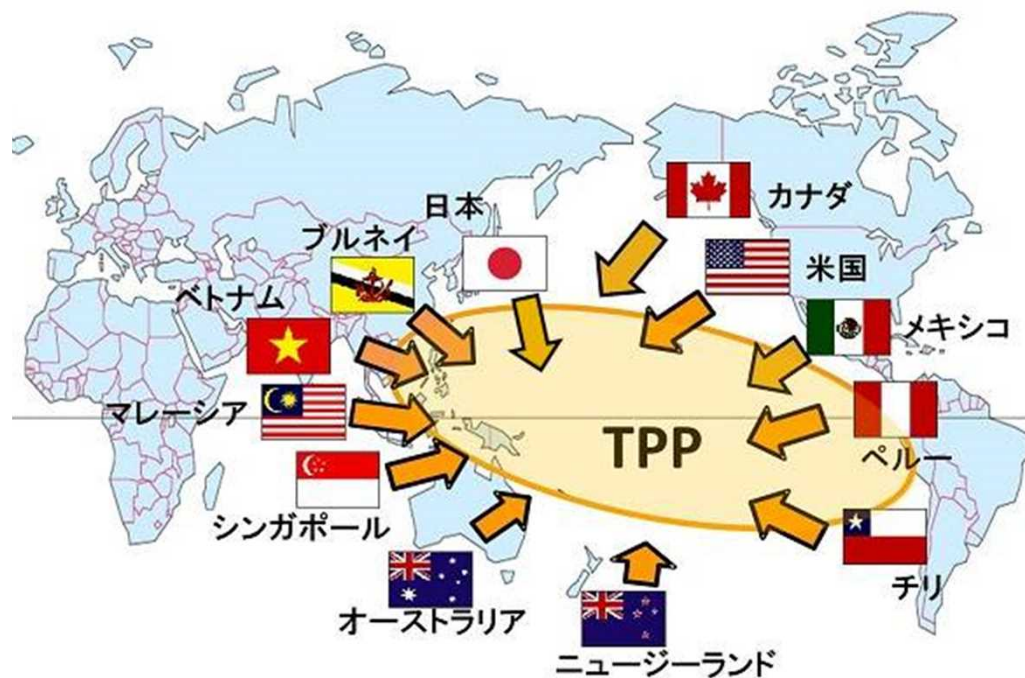 日本
カナダ
ブルネイ
米国
ベトナム
メキシコ
マレーシア
TPP
ペルー
シンガポール
チリ
オーストラリア
ニュージーランド